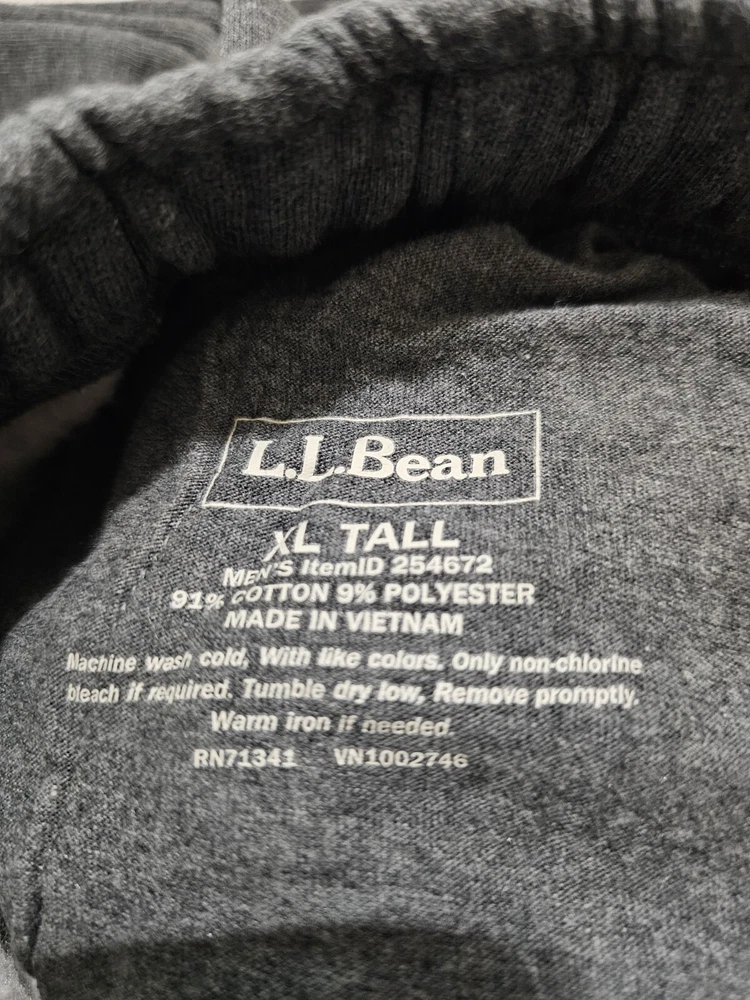 L.L.Bean
XL TALL
MEN'S ItemID 254672
91% COTTON 9% POLYESTER
MADE IN VIETNAM
Machine wash cold, With like colors. Only non-chlorine
bleach if required. Tumble dry low, Remove promptly.
Warm iron if needed.
RN71341 VN1002746